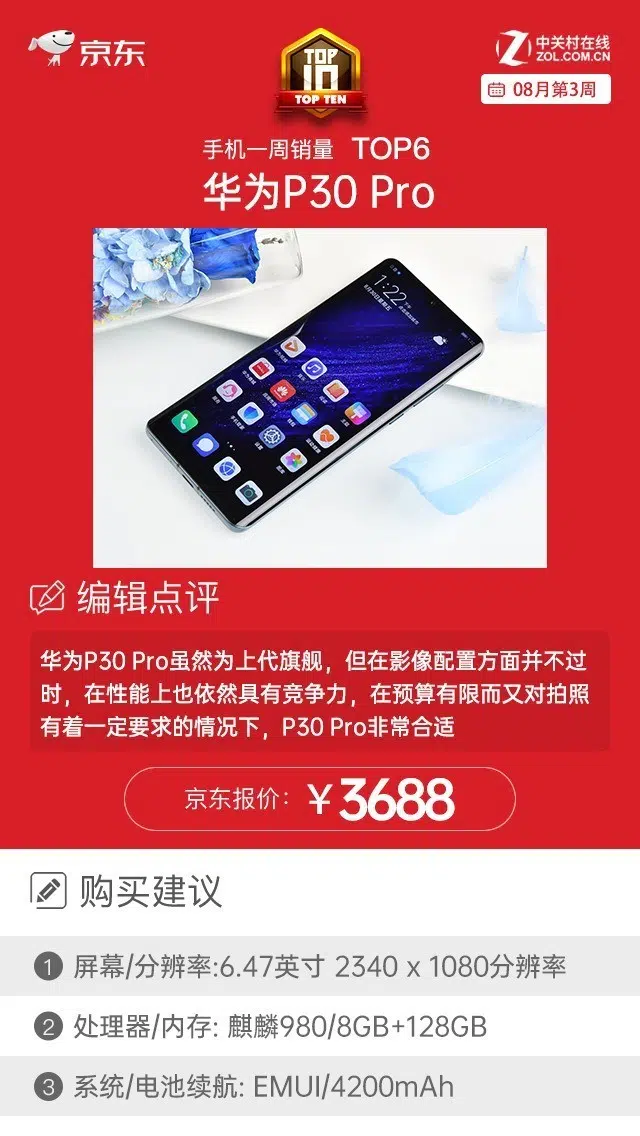 京东
TOP
10
TOP TEN
中关村在线
ZOL.COM.CN
08月第3周
手机一周销量 TOP6
华为P30 Pro
1:22
编辑点评
华为P30 Pro虽然为上代旗舰，但在影像配置方面并不过
时，在性能上也依然具有竞争力，在预算有限而又对拍照
有着一定要求的情况下，P30 Pro非常合适
京东报价：￥3688
购买建议
1 屏幕/分辨率:6.47英寸 2340 x 1080分辨率
2 处理器/内存: 麒麟980/8GB+128GB
3 系统/电池续航: EMUI/4200mAh